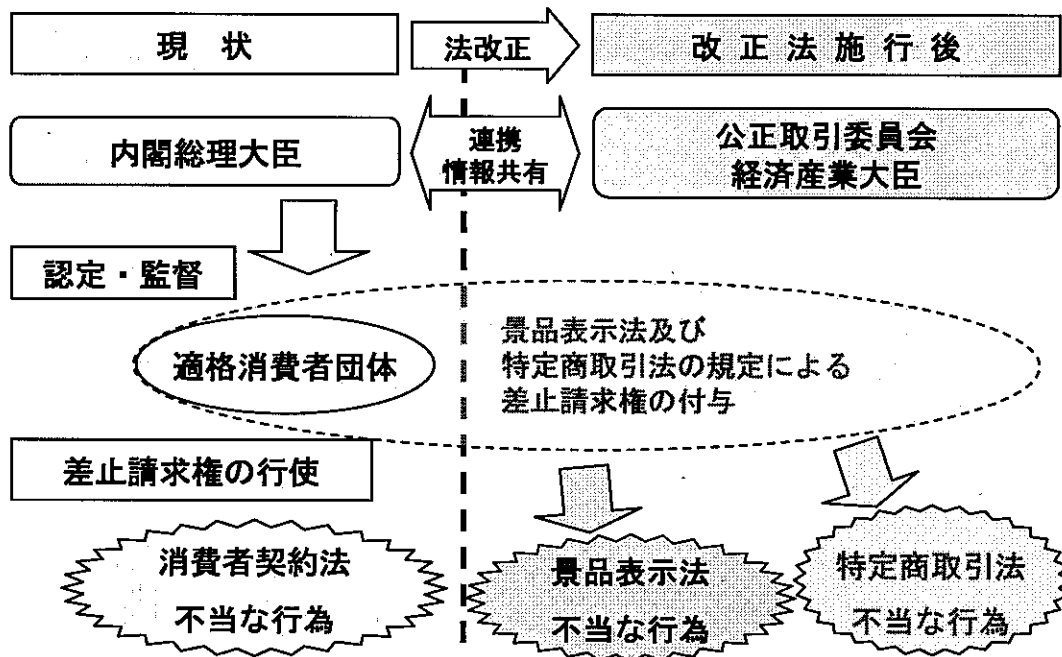 現 状
法改正
改 正 法 施 行 後
内閣総理大臣
連携
情報共有
公正取引委員会
経済産業大臣
認定・監督
適格消費者団体
景品表示法及び
特定商取引法の規定による
差止請求権の付与
差止請求権の行使
消費者契約法
不当な行為
景品表示法
不当な行為
特定商取引法
不当な行為